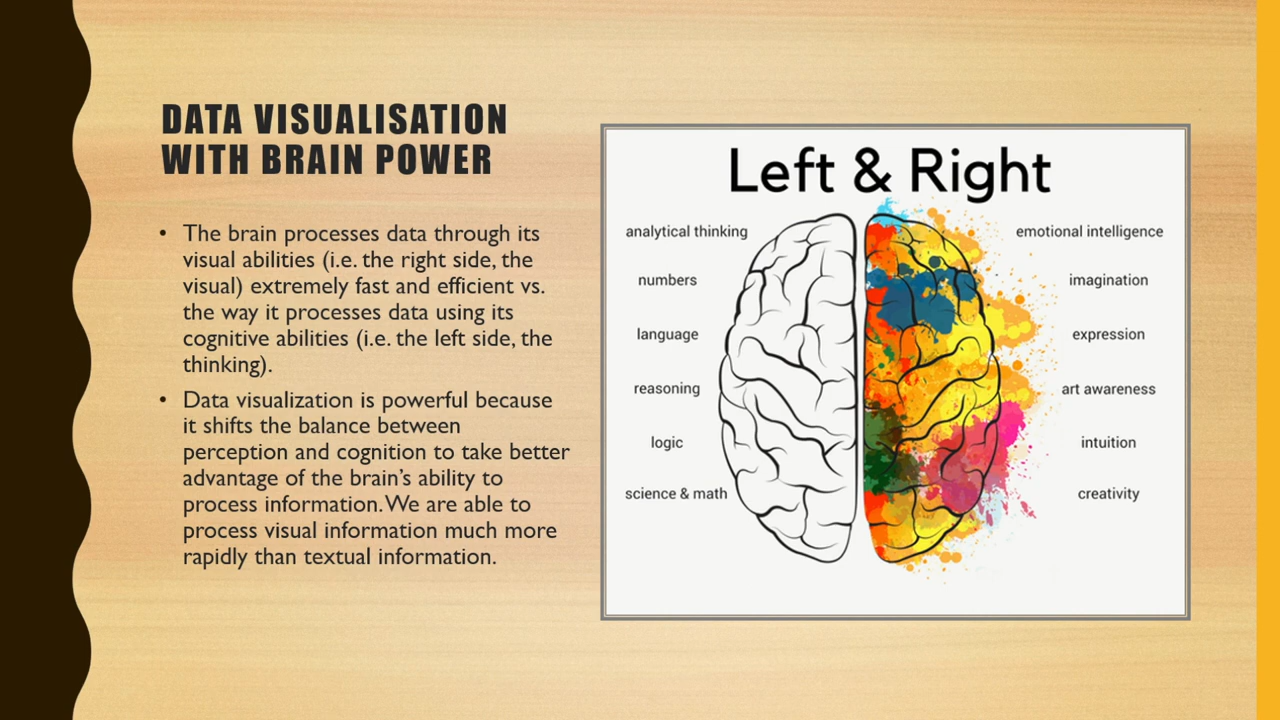 DATA VISUALISATION
WITH BRAIN POWER
• The brain processes data through its
visual abilities (i.e. the right side, the
visual) extremely fast and efficient vs.
the way it processes data using its
cognitive abilities (i.e. the left side, the
thinking).
• Data visualization is powerful because
it shifts the balance between
perception and cognition to take better
advantage of the brain’s ability to
process information. We are able to
process visual information much more
rapidly than textual information.
Left & Right
analytical thinking
numbers
language
reasoning
logic
science & math
emotional intelligence
imagination
expression
art awareness
intuition
creativity